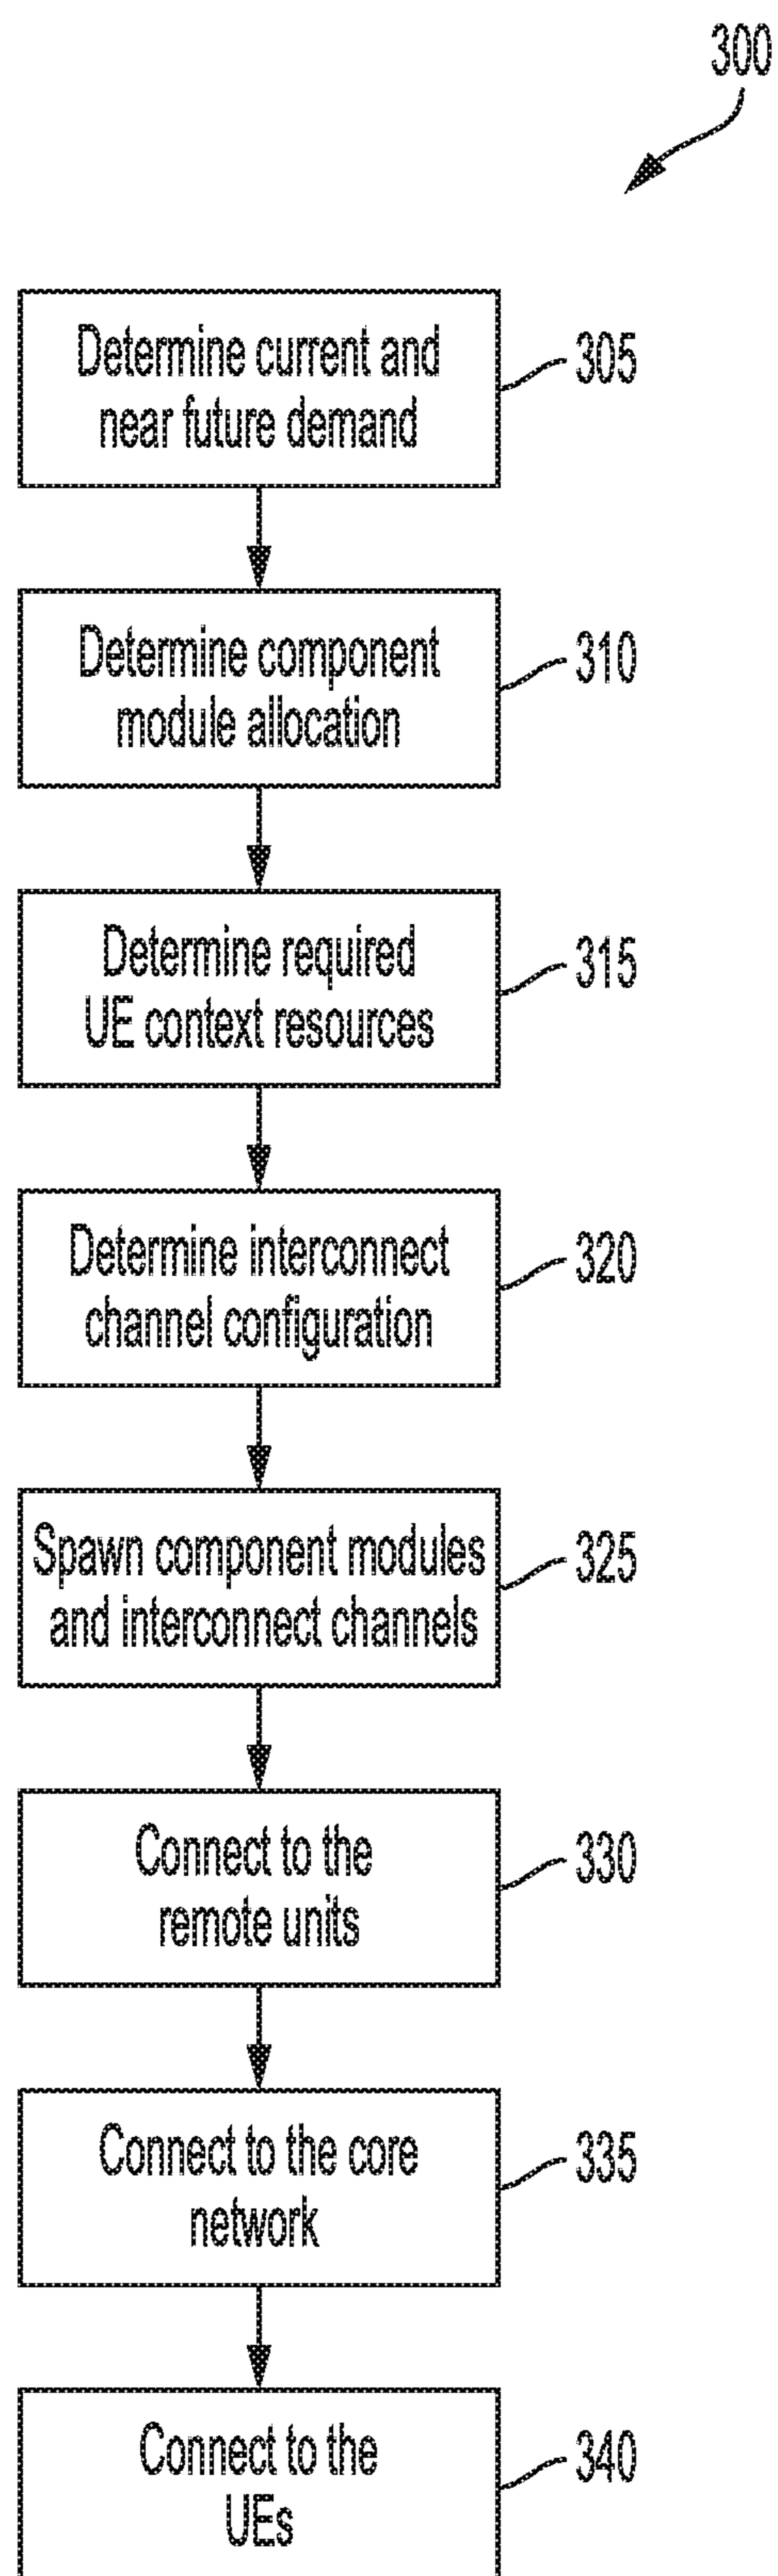 300
Determine current and
near future demand
305
Determine component
module allocation
310
Determine required
UE context resources
315
Determine interconnect
channel configuration
320
Spawn component modules
and interconnect channels
325
Connect to the
remote units
330
Connect to the core
network
335
Connect to the
UEs
340